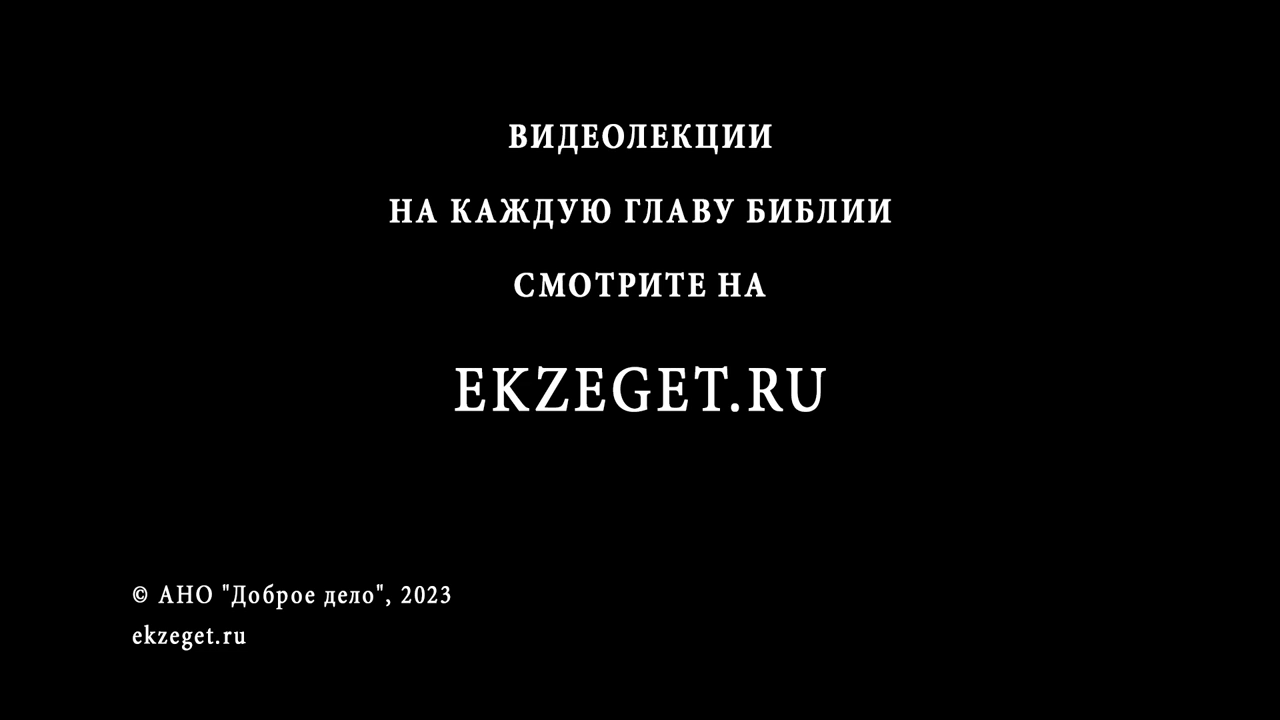 ВИДЕОЛЕКЦИИ
НА КАЖДУЮ ГЛАВУ БИБЛИИ
СМОТРИТЕ НА
EKZEGET.RU
© АНО "Доброе дело", 2023
ekzeget.ru